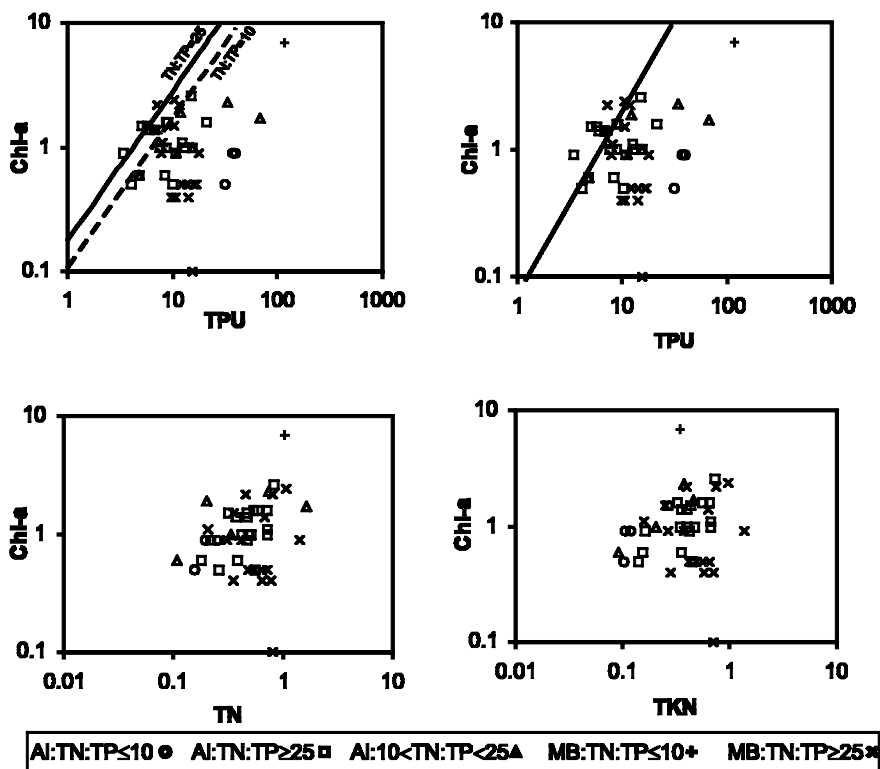 10
1
0.1
Chl-a
TN:TP=25
TN:TP=10
1 10 100 1000
TPU
10
1
0.1
Chl-a
1 10 100 1000
TPU
10
1
0.1
Chl-a
0.01 0.1 1 10
TN
10
1
0.1
Chl-a
0.01 0.1 1 10
TKN
Al:TN:TP≤10 Al:TN:TP≥25 Al:10<TN:TP<25 MB:TN:TP≤10 MB:TN:TP≥25